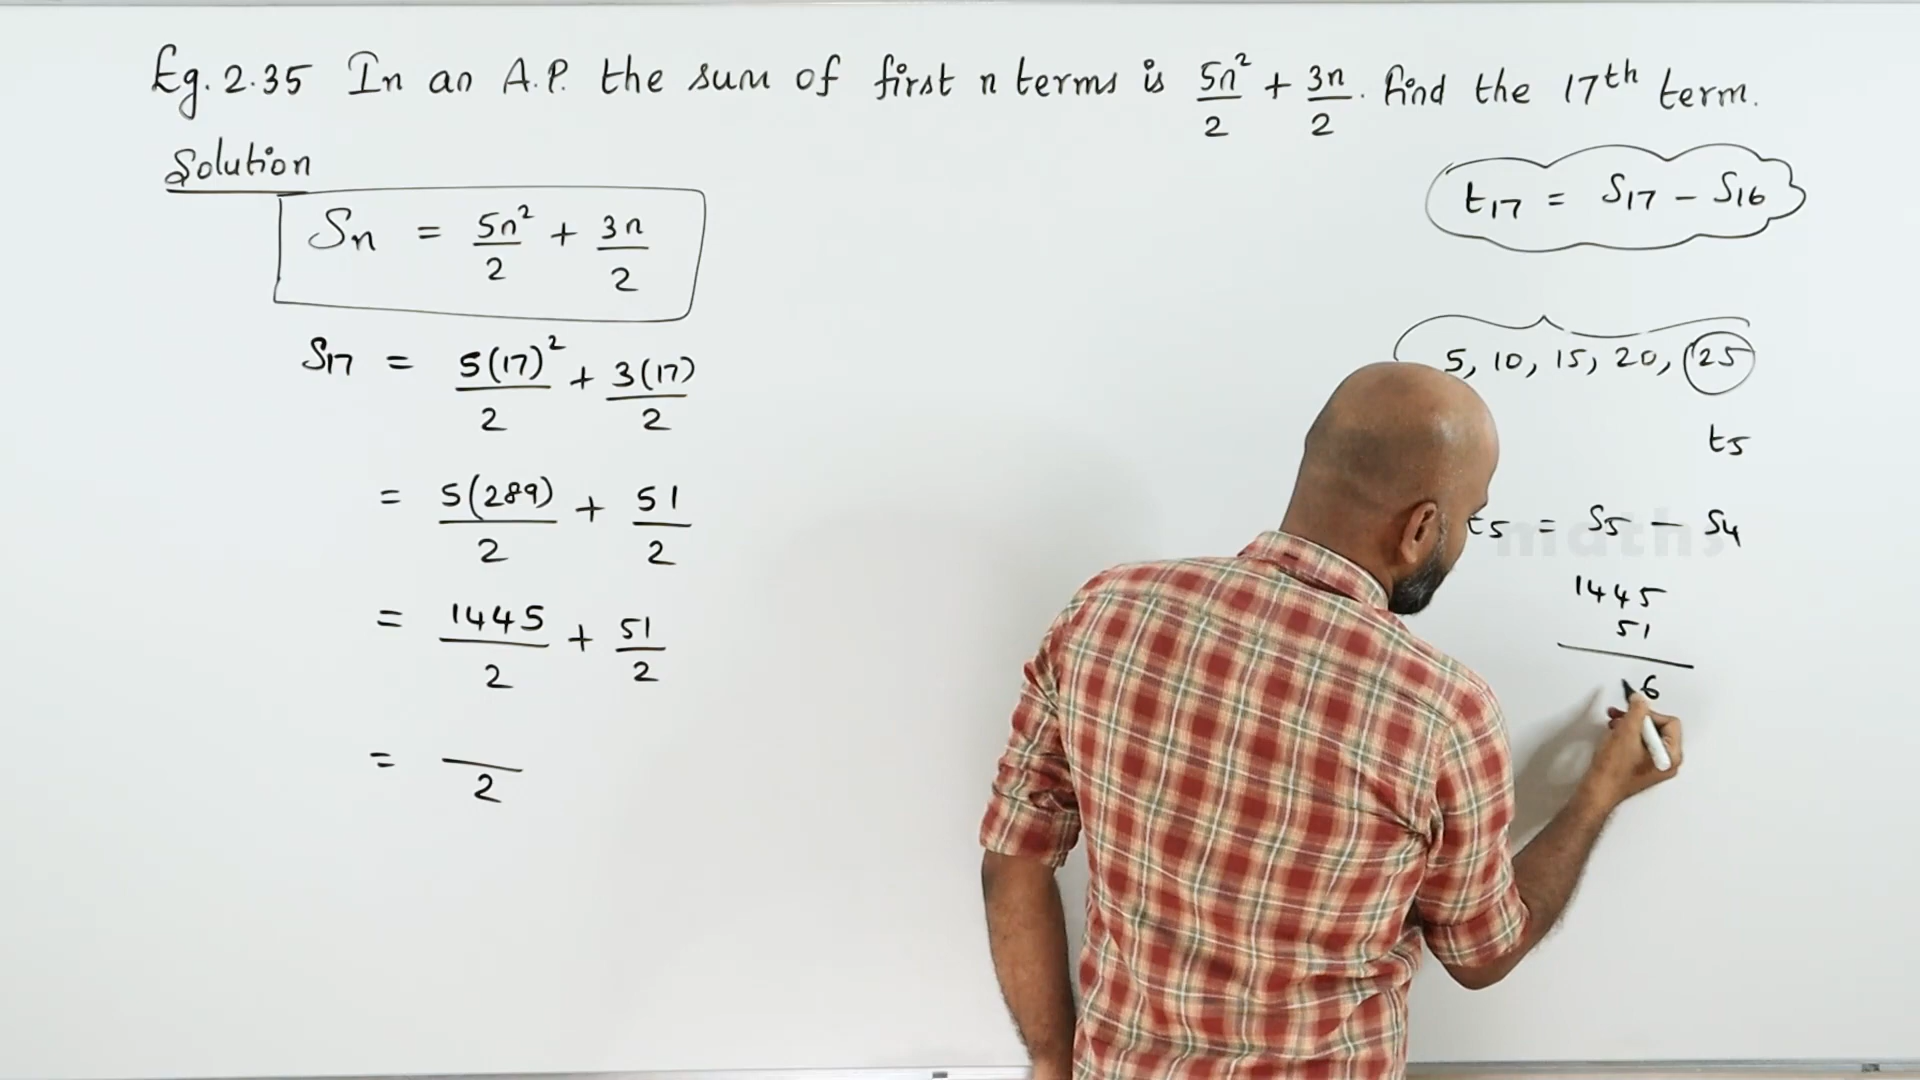 Eg. 2.35 In an A.P. the sum of first n terms is 5n²/2 + 3n/2. find the 17th term.
Solution
t17 = S17 - S16
Sn = 5n²/2 + 3n/2
5, 10, 15, 20, 25
S17 = 5(17)²/2 + 3(17)/2
t5
= 5(289)/2 + 51/2
t5 = S5 - S4
maths
= 1445/2 + 51/2
1445
51
6
= /2